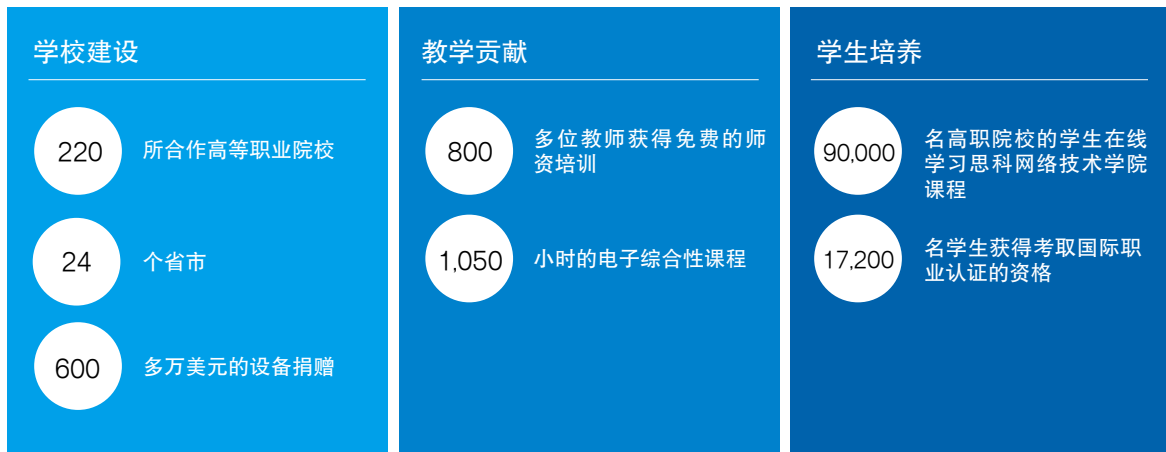 学校建设
220
所合作高等职业院校
24
个省市
600
多万美元的设备捐赠
教学贡献
800
多位教师获得免费的师
资培训
1,050
小时的电子综合性课程
学生培养
90,000
名高职院校的学生在线
学习思科网络技术学院
课程
17,200
名学生获得考取国际职
业认证的资格